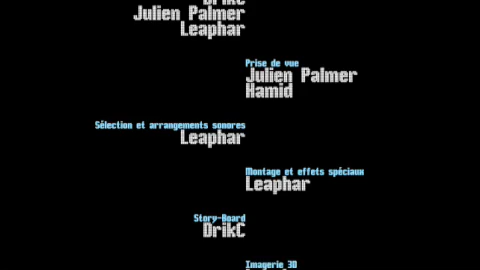 DrikC
Julien Palmer
Leaphar
Prise de vue
Julien Palmer
Hamid
Sélection et arrangements sonores
Leaphar
Montage et effets spéciaux
Leaphar
Story-Board
DrikC
Imagerie 3D